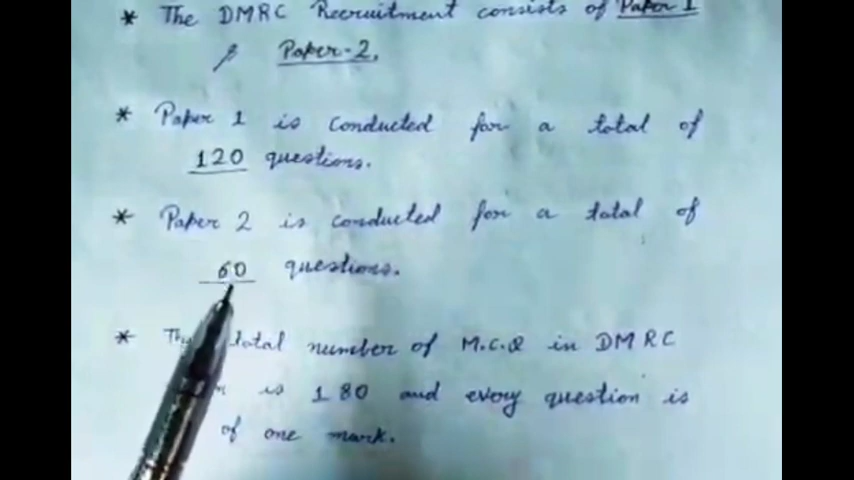 * The DMRC Recruitment consists of Paper 1
& Paper-2.
* Paper 1 is conducted for a total of
120 questions.
* Paper 2 is conducted for a total of
60 questions.
* The total number of M.C.Q in DMRC
is 180 and every question is
of one mark.